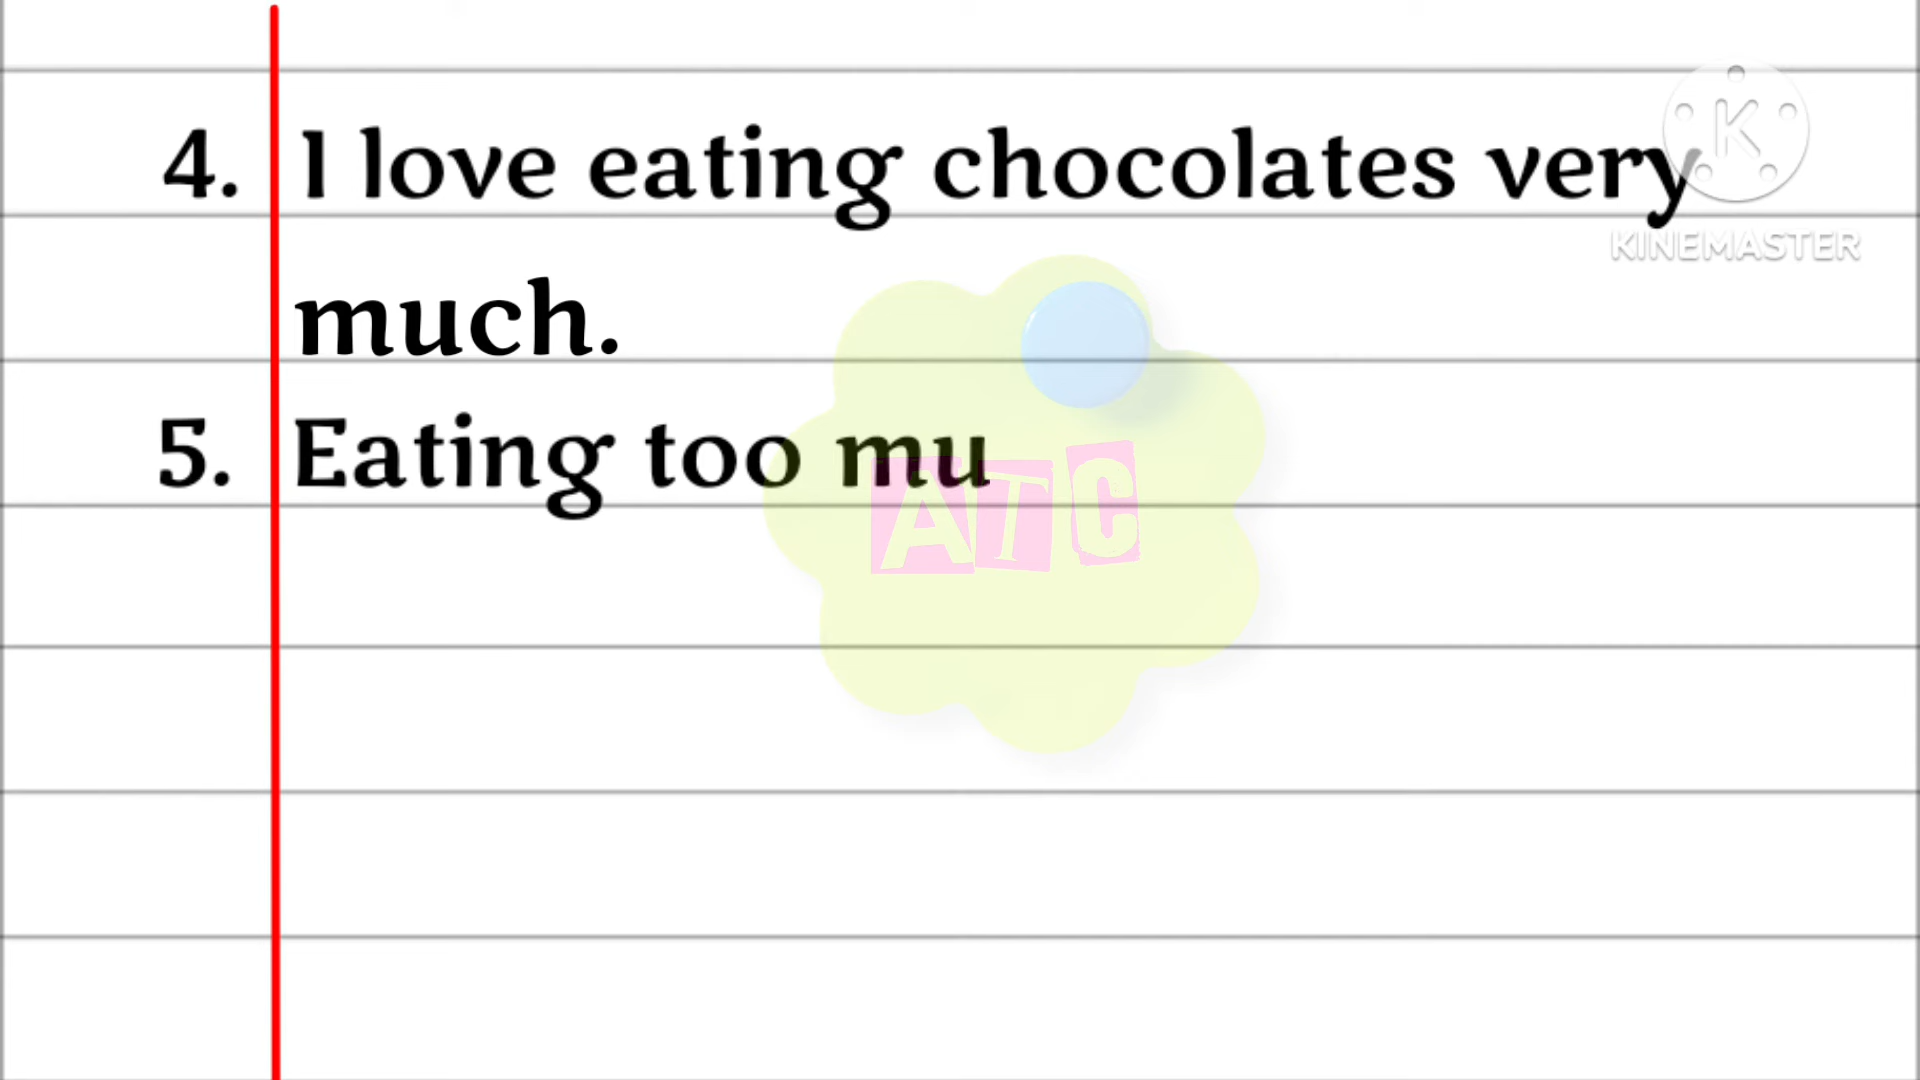 4. I love eating chocolates very
much.
5. Eating too mu
ATC
K
KINEMASTER